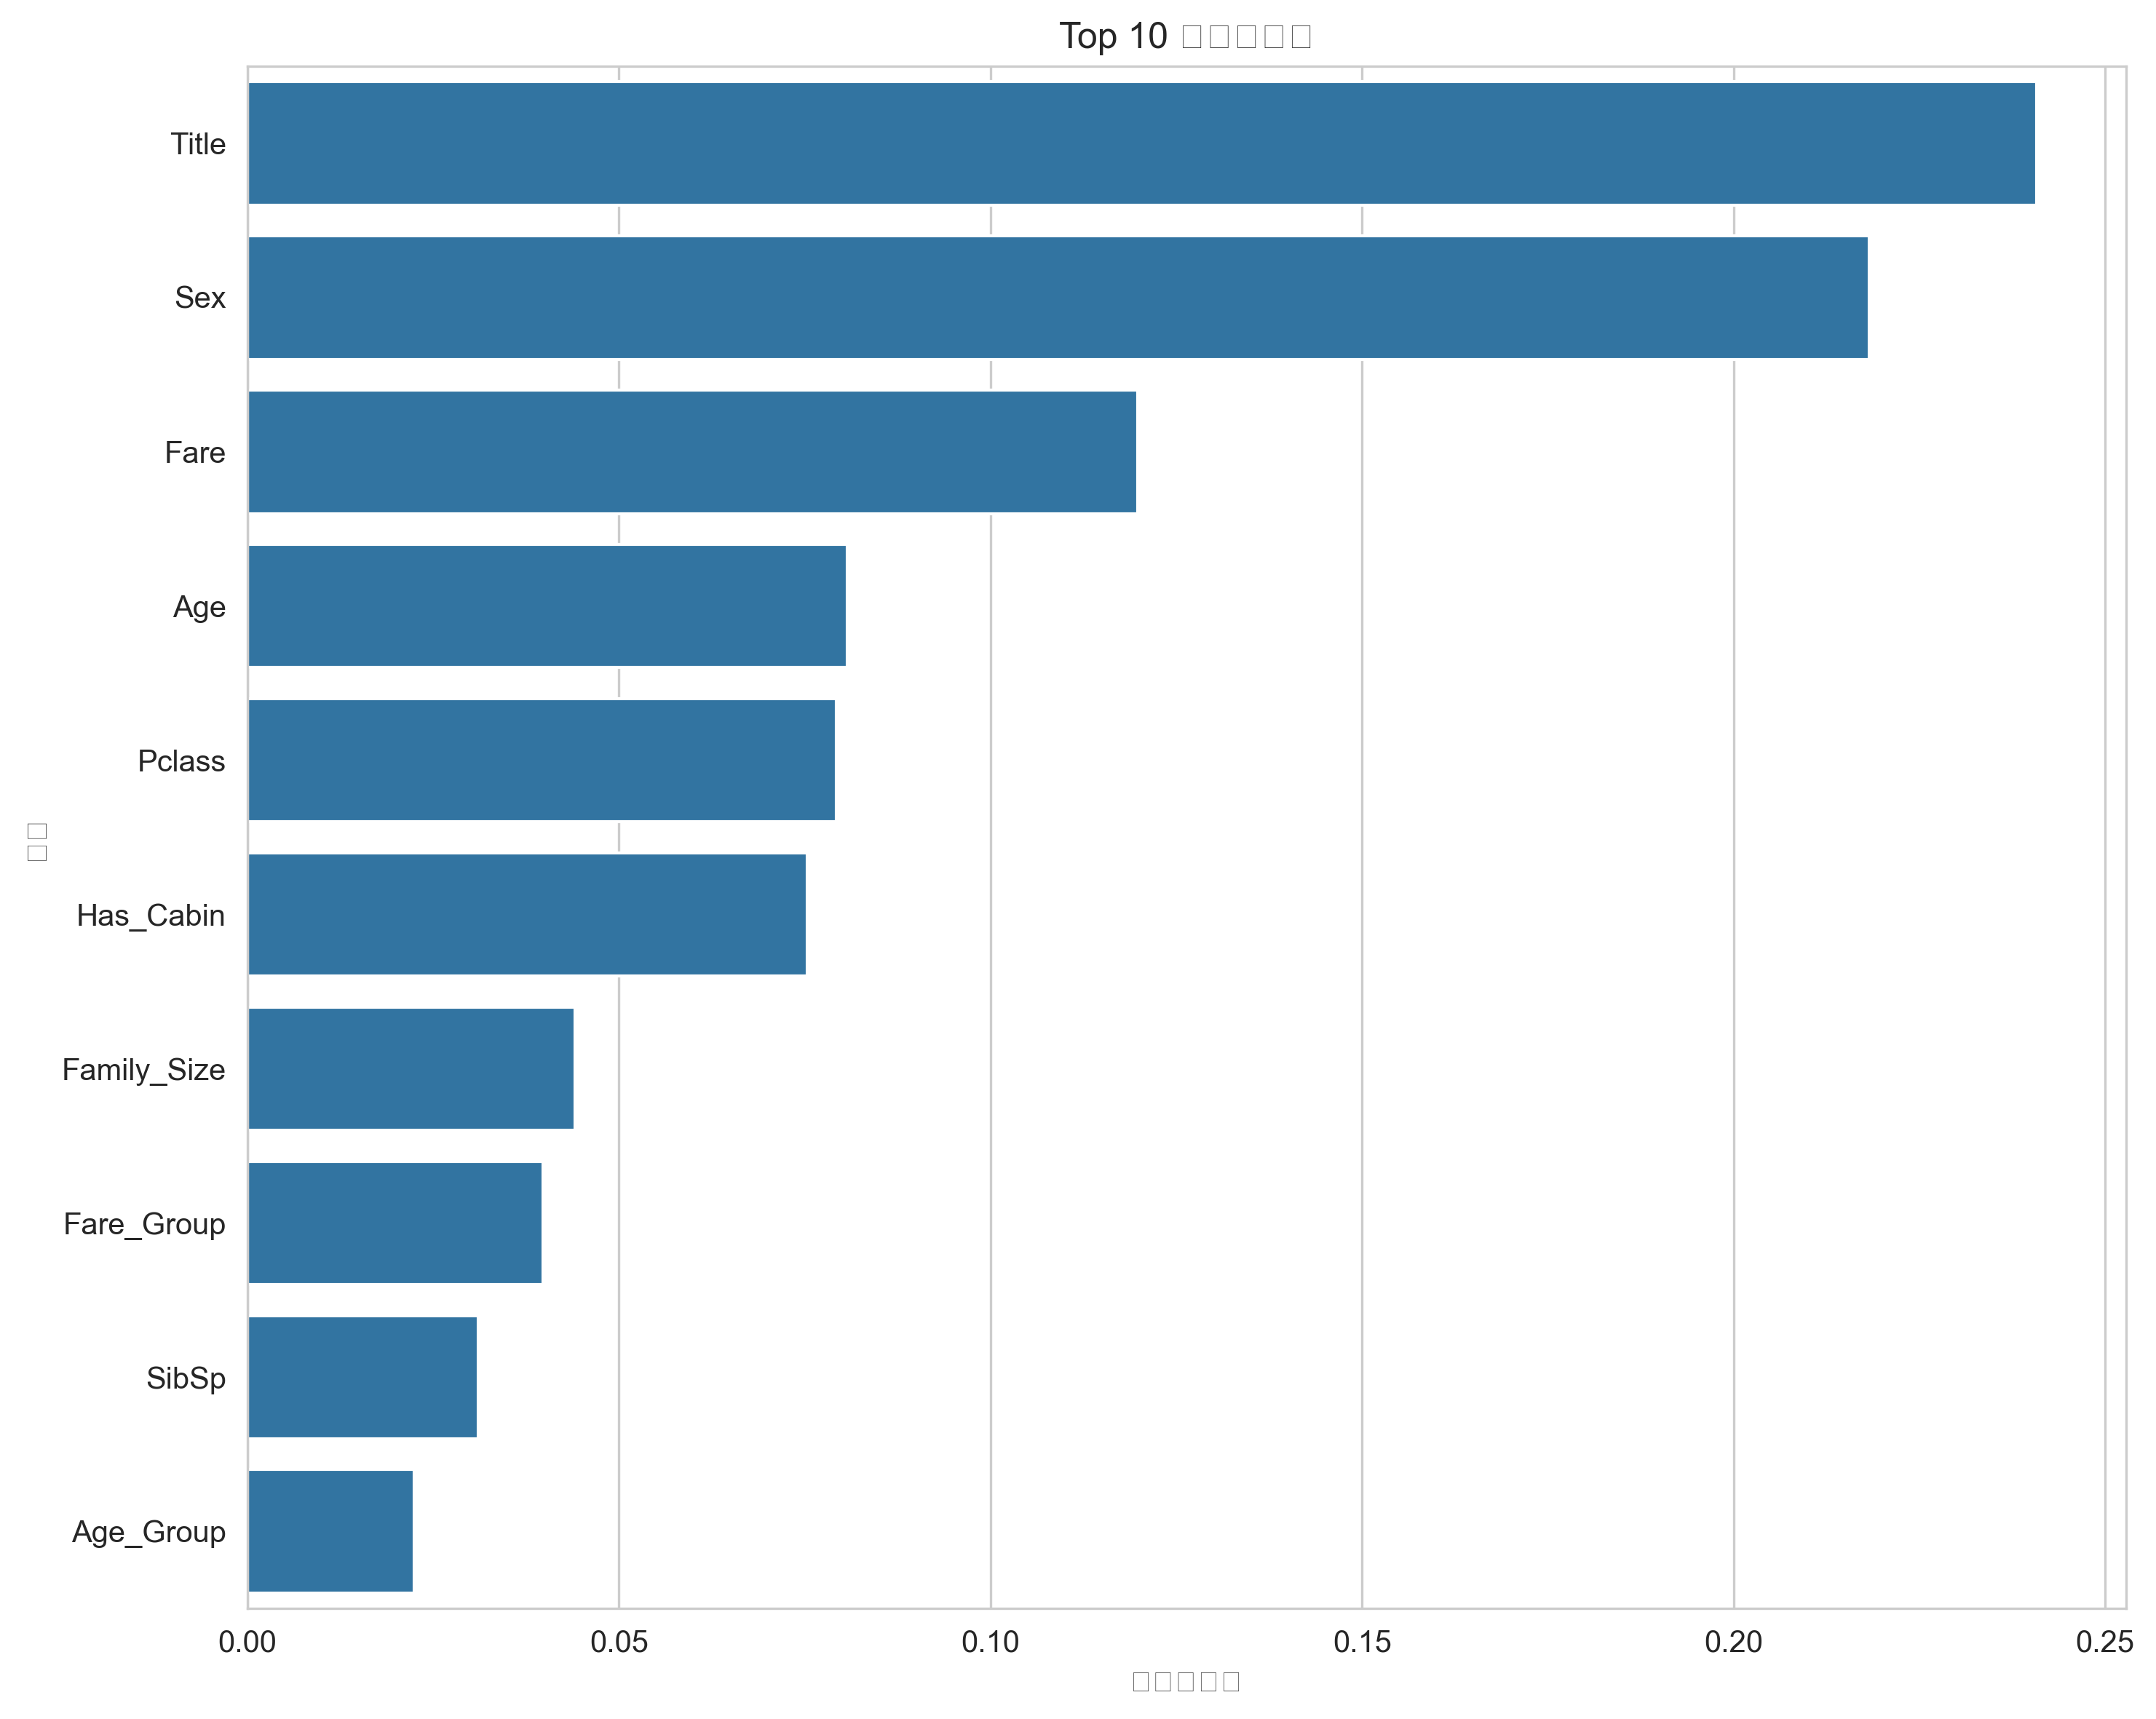 Top 10
Title
Sex
Fare
Age
Pclass
Has_Cabin
Family_Size
Fare_Group
SibSp
Age_Group
0.00 0.05 0.10 0.15 0.20 0.25